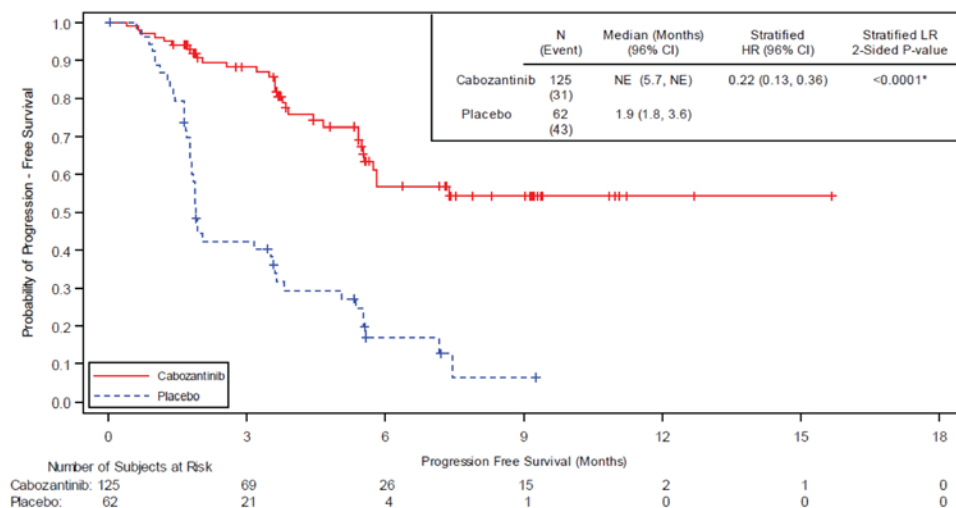 N (Event) Median (Months) (96% CI) Stratified HR (96% CI) Stratified LR 2-Sided P-value
Cabozantinib 125 (31) NE (5.7, NE) 0.22 (0.13, 0.36) <0.0001*
Placebo 62 (43) 1.9 (1.8, 3.6)
Probability of Progression - Free Survival
1.0
0.9
0.8
0.7
0.6
0.5
0.4
0.3
0.2
0.1
0.0
Cabozantinib
Placebo
0 3 6 9 12 15 18
Progression Free Survival (Months)
Number of Subjects at Risk
Cabozantinib: 125 69 26 15 2 1 0
Placebo: 62 21 4 1 0 0 0